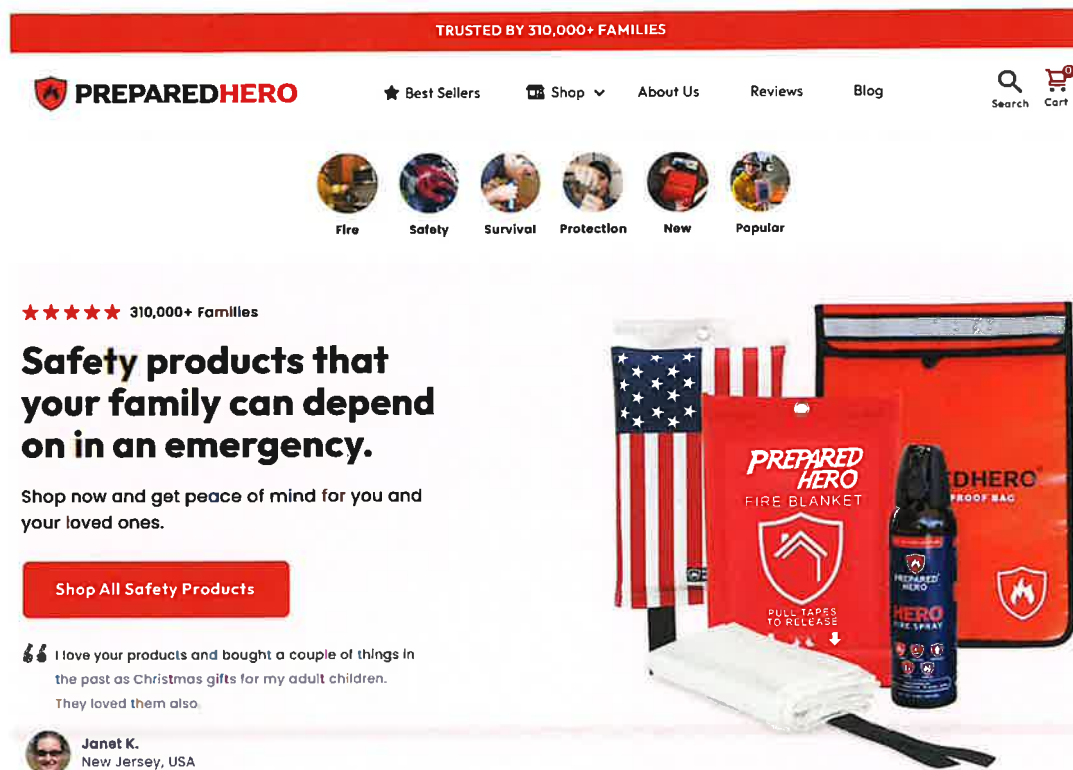 TRUSTED BY 310,000+ FAMILIES
PREPAREDHERO
Best Sellers
Shop
About Us
Reviews
Blog
Search
0
Cart
Fire
Safety
Survival
Protection
New
Popular
310,000+ Families
Safety products that
your family can depend
on in an emergency.
Shop now and get peace of mind for you and
your loved ones.
Shop All Safety Products
I love your products and bought a couple of things in
the past as Christmas gifts for my adult children.
They loved them also.
Janet K.
New Jersey, USA
PREPARED
HERO
FIRE BLANKET
PULL TAPES
TO RELEASE
EDHERO
PROOF BAG
PREPARED
HERO
HERO
FIRE SPRAY